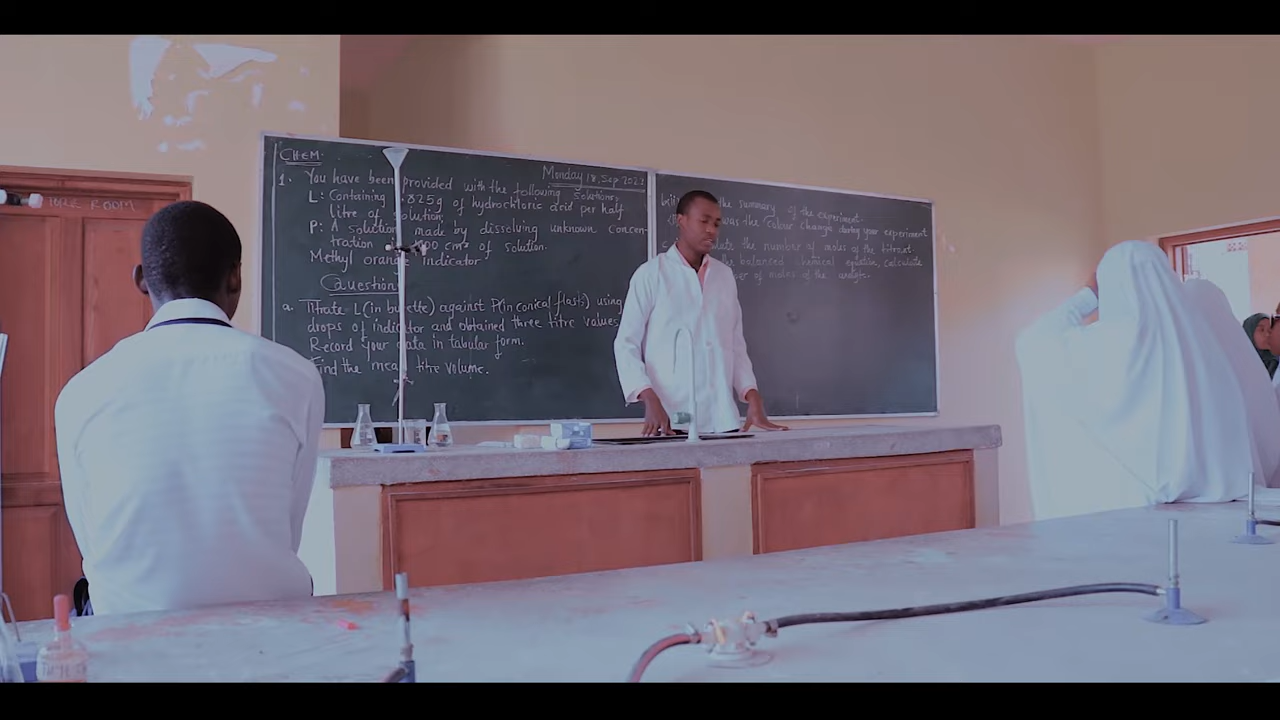 CHEM.
Monday 18, Sep 2023
1. You have been provided with the following solutions;
L: Containing .825g of hydrochloric acid per half
litre of solution;
P: A solution made by dissolving unknown concen-
tration cm³ of solution.
Methyl orange indicator
Question
a. Titrate L (in burette) against P (in conical flask) using
drops of indicator and obtained three titre values
Record your data in tabular form.
Find the mean titre volume.
the summary of the experiment
was the colour change during your experiment
the number of moles of the titrant
the balanced chemical equation, calculate
of moles of the analyte.
ORE ROOM